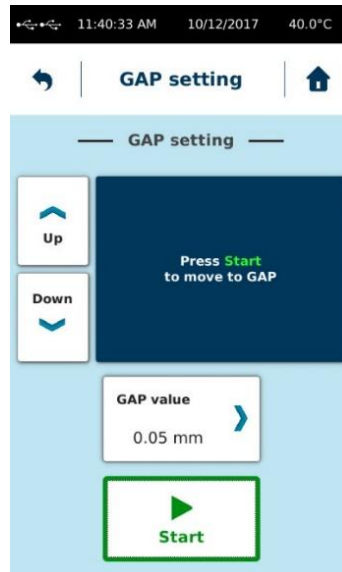 11:40:33 AM 10/12/2017 40.0°C
GAP setting
GAP setting
Up
Down
Press Start
to move to GAP
GAP value
0.05 mm
Start